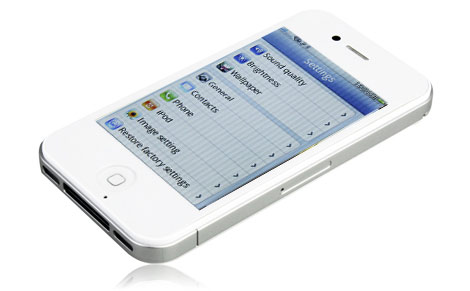 Settings
Sound quality
Brightness
Wallpaper
General
Contacts
Phone
iPod
Image setting
Restore factory settings